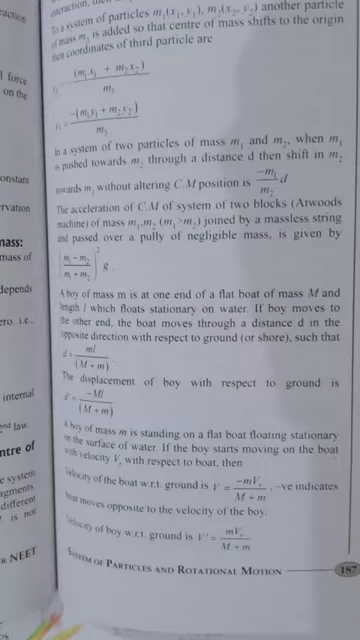 eraction
interaction, then
To a system of particles m₁(x₁, y₁), m₂(x₂, y₂) another particle
of mass m₃ is added so that centre of mass shifts to the origin
then coordinates of third particle are
(m₁x₁ + m₂x₂) / m₃
y₃ = -(m₁y₁ + m₂y₂) / m₃
In a system of two particles of mass m₁ and m₂, when m₁
is pushed towards m₂ through a distance d then shift in m₂
towards m₁ without altering C.M position is -m₁/m₂ d
The acceleration of C.M of system of two blocks (Atwoods
machine) of mass m₁,m₂ (m₁>m₂) joined by a massless string
and passed over a pully of negligible mass, is given by
[m₁ - m₂ / m₁ + m₂]² g .
A boy of mass m is at one end of a flat boat of mass M and
length l which floats stationary on water. If boy moves to
the other end, the boat moves through a distance d in the
opposite direction with respect to ground (or shore), such that
d = ml / (M + m) .
The displacement of boy with respect to ground is
d' = -Ml / (M + m)
A boy of mass m is standing on a flat boat floating stationary
on the surface of water. If the boy starts moving on the boat
with velocity Vᵣ with respect to boat, then
Velocity of the boat w.r.t. ground is V = -mVᵣ / M + m , -ve indicates
boat moves opposite to the velocity of the boy.
Velocity of boy w.r.t. ground is V' = mVᵣ / M + m
SYSTEM OF PARTICLES AND ROTATIONAL MOTION
187
l force
on the
onstant
ervation
mass:
mass of
depends
ero. i.e.,
internal
2nd law.
ntre of
e system
agments
different
t. is not
R NEET